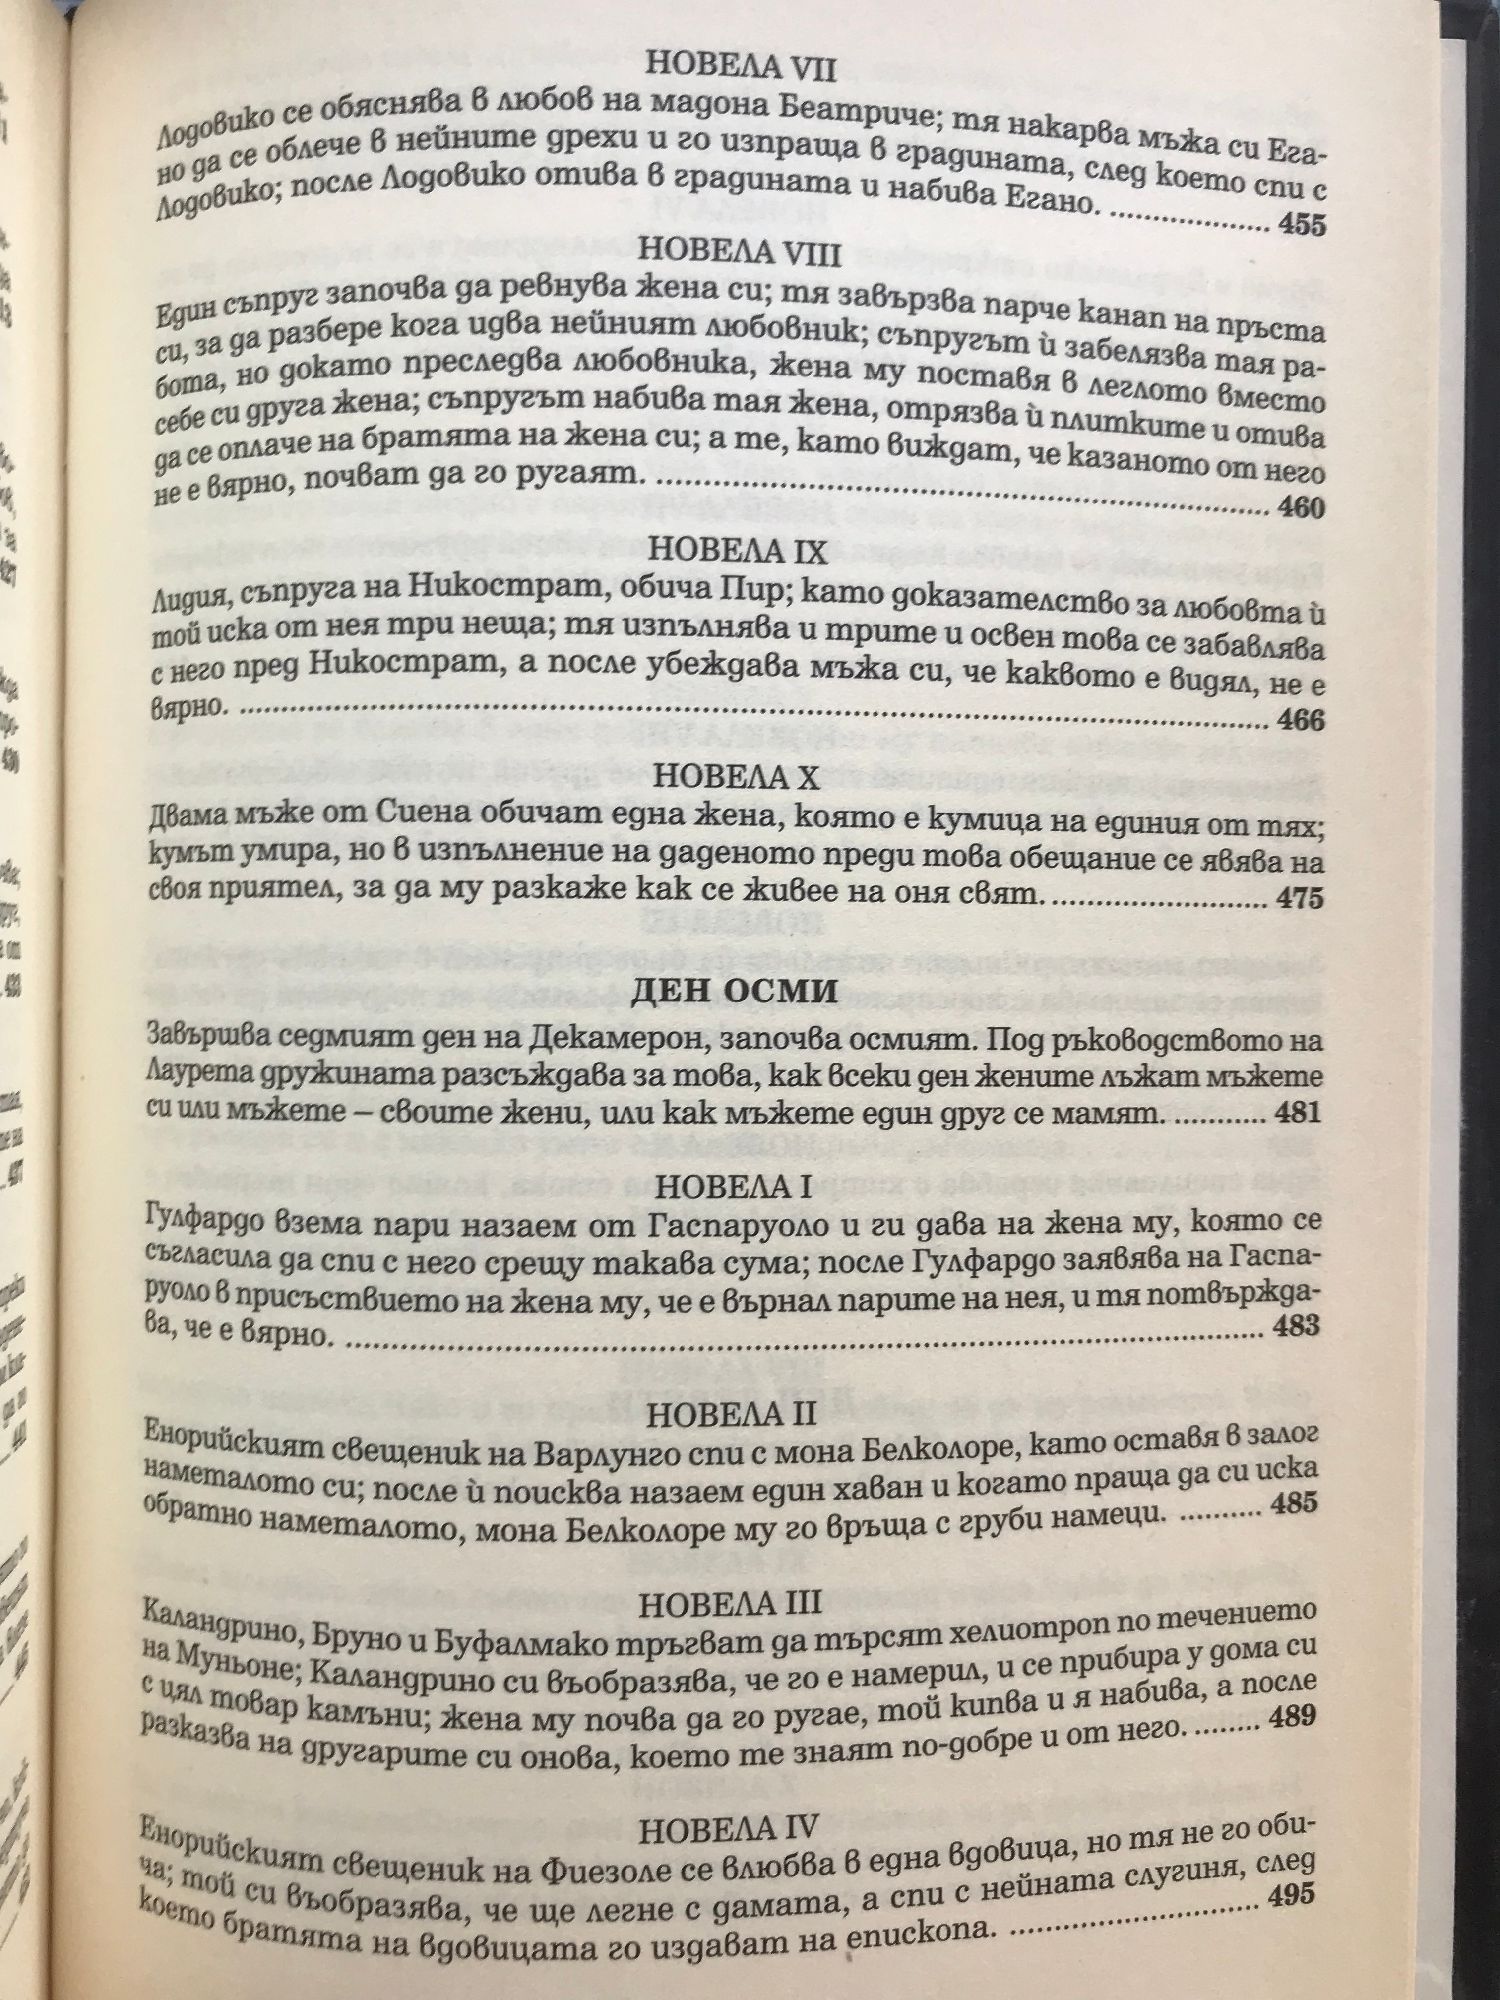 НОВЕЛА VII
Лодовико се обяснява в любов на мадона Беатриче; тя накарва мъжа си Ега-
но да се облече в нейните дрехи и го изпраща в градината, след което спи с
Лодовико; после Лодовико отива в градината и набива Егано. .................... 455
НОВЕЛА VIII
Един съпруг започва да ревнува жена си; тя завързва парче канап на пръста
си, за да разбере кога идва нейният любовник; съпругът ѝ забелязва тая ра-
бота, но докато преследва любовника, жена му поставя в леглото вместо
себе си друга жена; съпругът набива тая жена, отрязва ѝ плитките и отива
да се оплаче на братята на жена си; а те, като виждат, че казаното от него
не е вярно, почват да го ругаят. .................... 460
НОВЕЛА IX
Лидия, съпруга на Никострат, обича Пир; като доказателство за любовта ѝ
той иска от нея три неща; тя изпълнява и трите и освен това се забавлява
с него пред Никострат, а после убеждава мъжа си, че каквото е видял, не е
вярно. .................... 466
НОВЕЛА X
Двама мъже от Сиена обичат една жена, която е кумица на единия от тях;
кумът умира, но в изпълнение на даденото преди това обещание се явява на
своя приятел, за да му разкаже как се живее на оня свят. .................... 475
ДЕН ОСМИ
Завършва седмият ден на Декамерон, започва осмият. Под ръководството на
Лаурета дружината разсъждава за това, как всеки ден жените лъжат мъжете
си или мъжете – своите жени, или как мъжете един друг се мамят. ........... 481
НОВЕЛА I
Гулфардо взема пари назаем от Гаспаруоло и ги дава на жена му, която се
съгласила да спи с него срещу такава сума; после Гулфардо заявява на Гаспа-
руоло в присъствието на жена му, че е върнал парите на нея, и тя потвържда-
ва, че е вярно. .................... 483
НОВЕЛА II
Енорийският свещеник на Варлунго спи с мона Белколоре, като оставя в залог
наметалото си; после ѝ поисква назаем един хаван и когато праща да си иска
обратно наметалото, мона Белколоре му го връща с груби намеци. .......... 485
НОВЕЛА III
Каландрино, Бруно и Буфалмако тръгват да търсят хелиотроп по течението
на Муньоне; Каландрино си въобразява, че го е намерил, и се прибира у дома си
с цял товар камъни; жена му почва да го ругае, той кипва и я набива, а после
разказва на другарите си онова, което те знаят по-добре и от него. ........ 489
НОВЕЛА IV
Енорийският свещеник на Фиезоле се влюбва в една вдовица, но тя не го оби-
ча; той си въобразява, че ще легне с дамата, а спи с нейната слугиня, след
което братята на вдовицата го издават на епископа. .................... 495